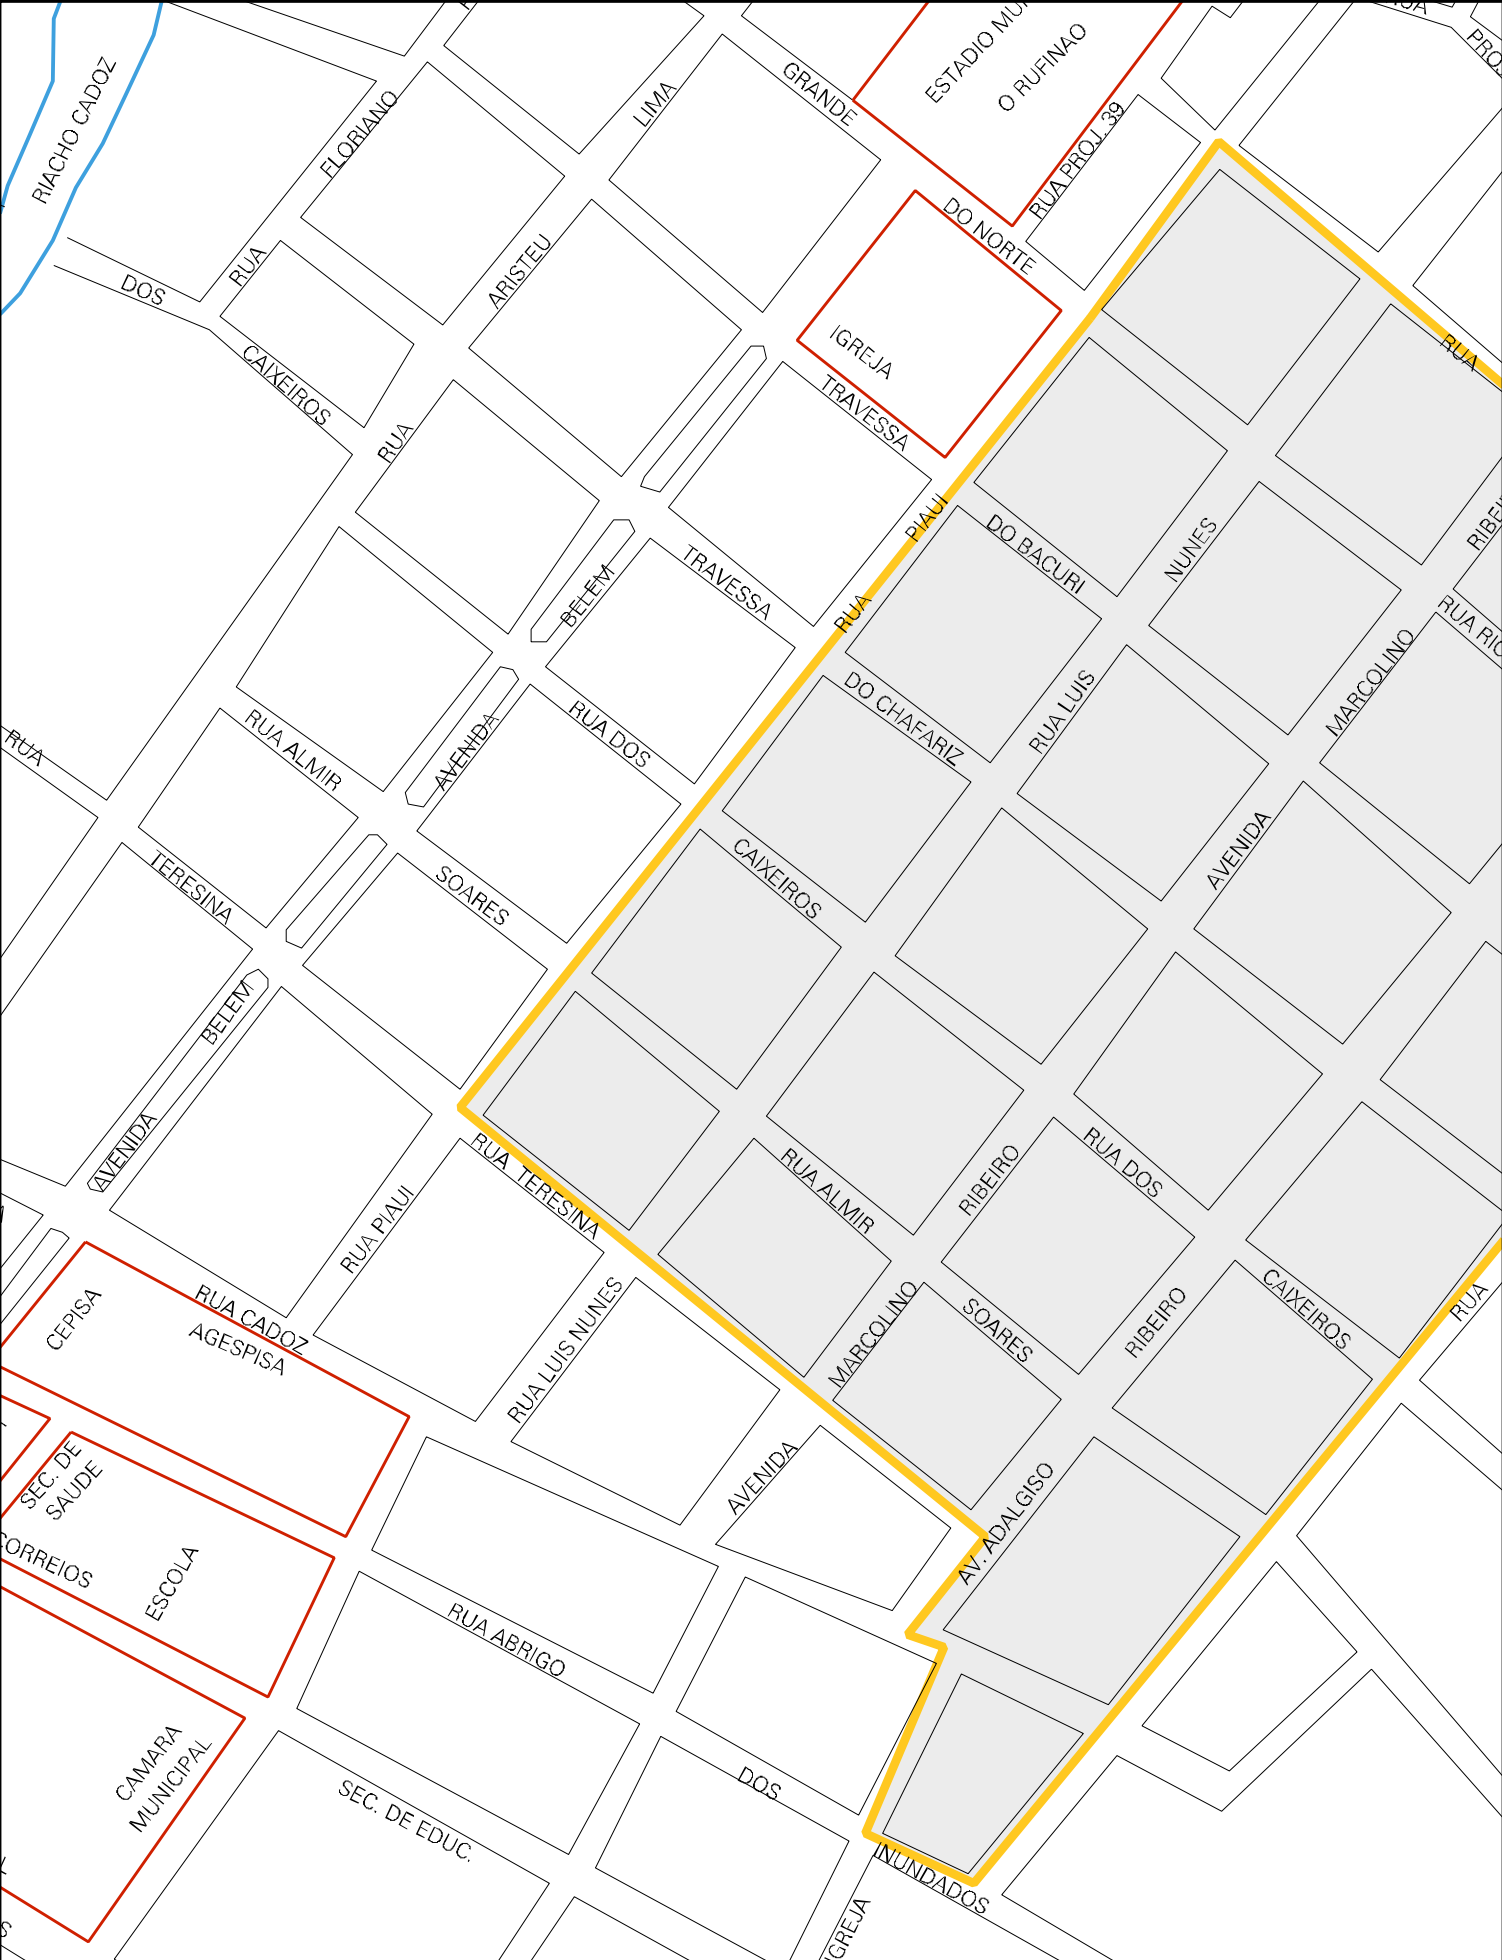 RIACHO CADOZ
FLORIANO
RUA
LIMA
GRANDE
ESTADIO
O RUFINAO
RUA PROJ. 39
DO NORTE
DOS
CAIXEIROS
ARISTEU
RUA
IGREJA
TRAVESSA
RUA
PIAUI
RUA
DO BACURI
NUNES
RUA LUIS
MARCOLINO
AVENIDA
BELEM
TRAVESSA
DO CHAFARIZ
RUA DOS
CAIXEIROS
AVENIDA
RUA
RUA ALMIR
SOARES
TERESINA
BELEM
AVENIDA
RUA TERESINA
RUA PIAUI
RUA LUIS NUNES
RUA ALMIR
SOARES
RIBEIRO
RUA DOS
CAIXEIROS
RIBEIRO
RUA
MARCOLINO
AVENIDA
AV. ADALGISO
RUA CADOZ
AGESPISA
CEPISA
SEC. DE
SAUDE
CORREIOS
ESCOLA
RUA ABRIGO
DOS
INUNDADOS
CAMARA
MUNICIPAL
SEC. DE EDUC.
IGREJA